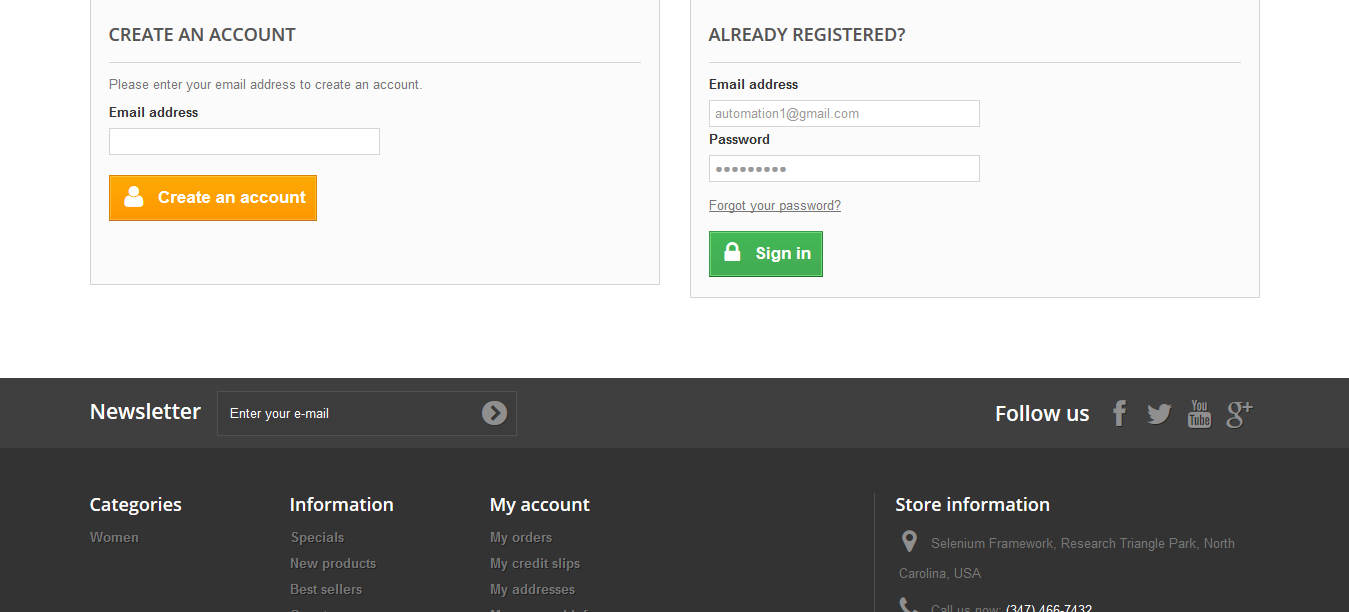 CREATE AN ACCOUNT
Please enter your email address to create an account.
Email address
Create an account
ALREADY REGISTERED?
Email address
automation1@gmail.com
Password
Forgot your password?
Sign in
Newsletter
Enter your e-mail
Follow us
You
Tube
g+
Categories
Women
Information
Specials
New products
Best sellers
My account
My orders
My credit slips
My addresses
Store information
Selenium Framework, Research Triangle Park, North
Carolina, USA
Call us now: (347) 466-7432